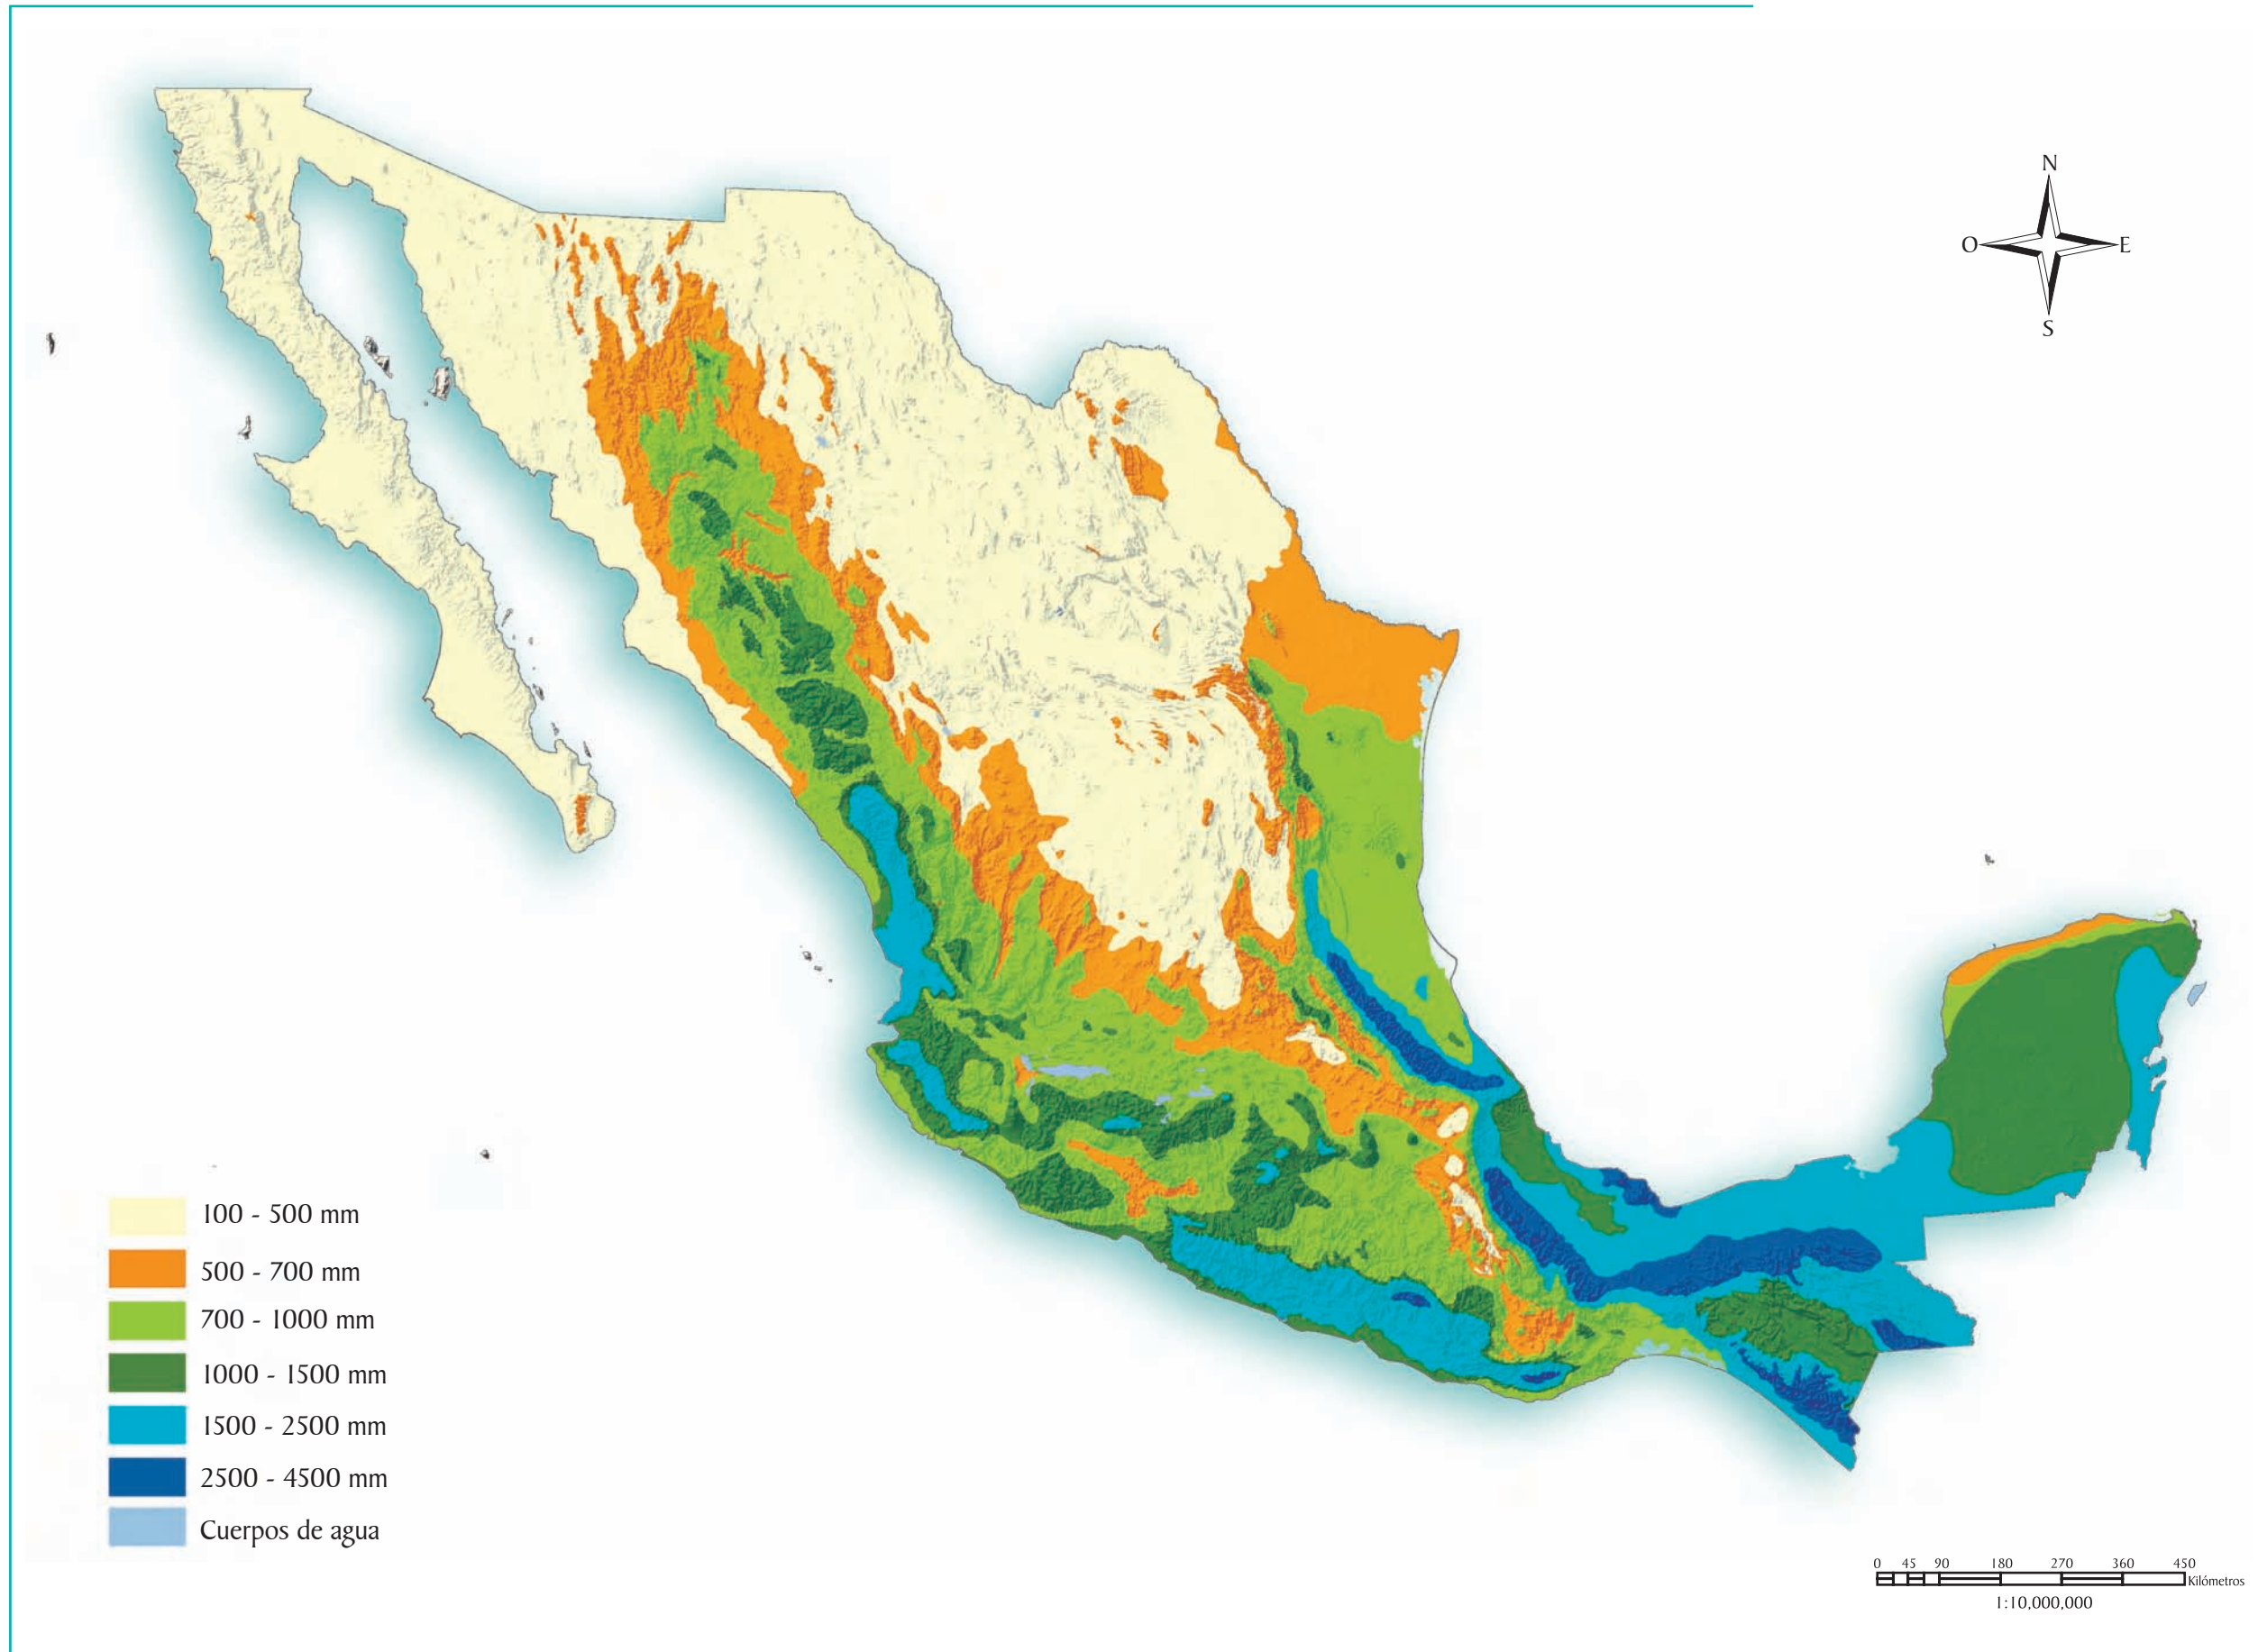 N
O E
S
100 - 500 mm
500 - 700 mm
700 - 1000 mm
1000 - 1500 mm
1500 - 2500 mm
2500 - 4500 mm
Cuerpos de agua
0 45 90 180 270 360 450
Kilómetros
1:10,000,000